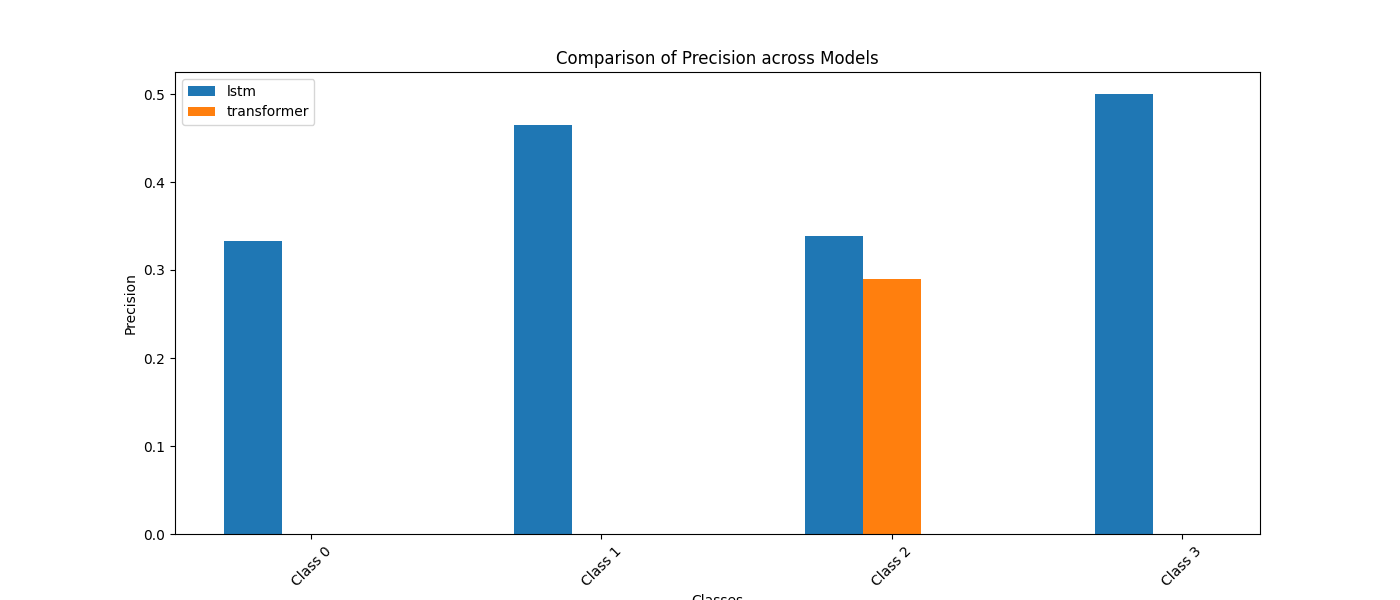 Comparison of Precision across Models
lstm
transformer
0.5
0.4
0.3
0.2
0.1
0.0
Precision
Class 0
Class 1
Class 2
Class 3
Classes